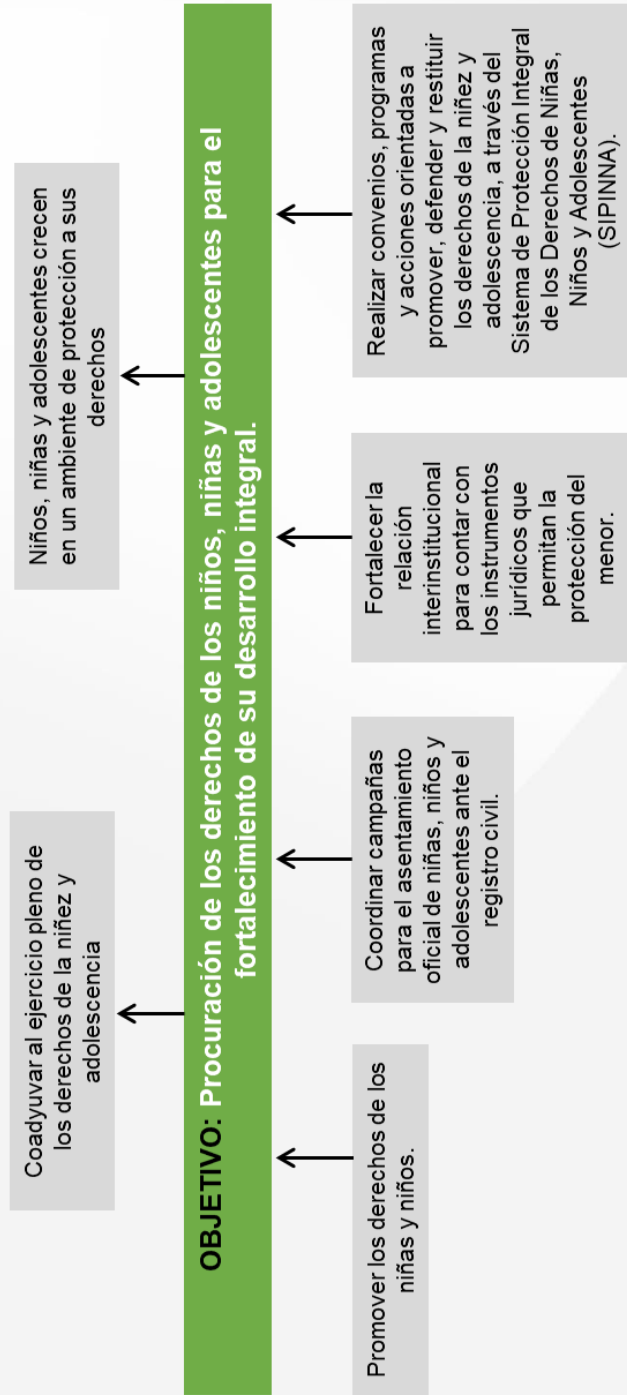 Coadyuvar al ejercicio pleno de
los derechos de la niñez y
adolescencia
Niños, niñas y adolescentes crecen
en un ambiente de protección a sus
derechos
OBJETIVO: Procuración de los derechos de los niños, niñas y adolescentes para el
fortalecimiento de su desarrollo integral.
Promover los derechos de los
niñas y niños.
Coordinar campañas
para el asentamiento
oficial de niñas, niños y
adolescentes ante el
registro civil.
Fortalecer la
relación
interinstitucional
para contar con
los instrumentos
jurídicos que
permitan la
protección del
menor.
Realizar convenios, programas
y acciones orientadas a
promover, defender y restituir
los derechos de la niñez y
adolescencia, a través del
Sistema de Protección Integral
de los Derechos de Niñas,
Niños y Adolescentes
(SIPINNA).